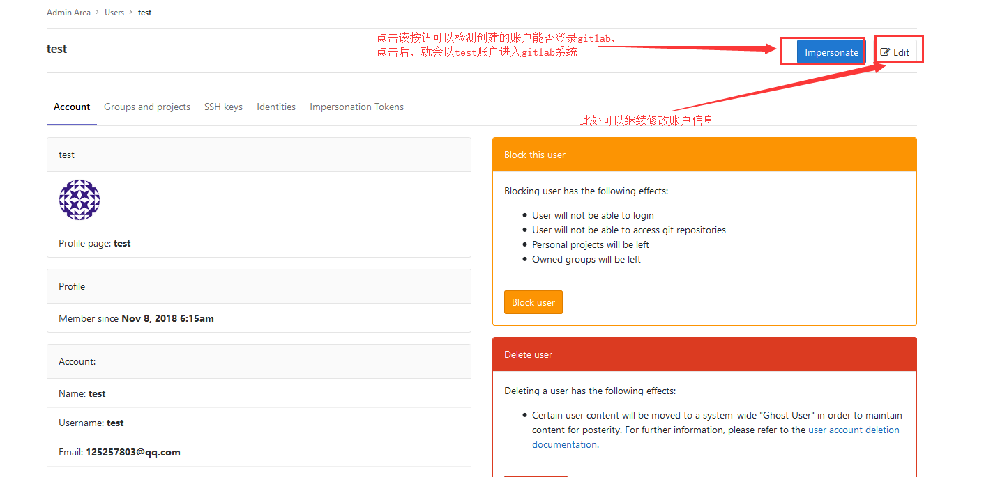 Admin Area › Users › test
点击该按钮可以检测创建的账户能否登录gitlab,
点击后，就会以test账户进入gitlab系统
test
Impersonate
Edit
此处可以继续修改账户信息
Account
Groups and projects
SSH keys
Identities
Impersonation Tokens
test
Profile page: test
Profile
Member since Nov 8, 2018 6:15am
Account:
Name: test
Username: test
Email: 125257803@qq.com
Block this user
Blocking user has the following effects:
• User will not be able to login
• User will not be able to access git repositories
• Personal projects will be left
• Owned groups will be left
Block user
Delete user
Deleting a user has the following effects:
• Certain user content will be moved to a system-wide "Ghost User" in order to maintain
content for posterity. For further information, please refer to the user account deletion
documentation.